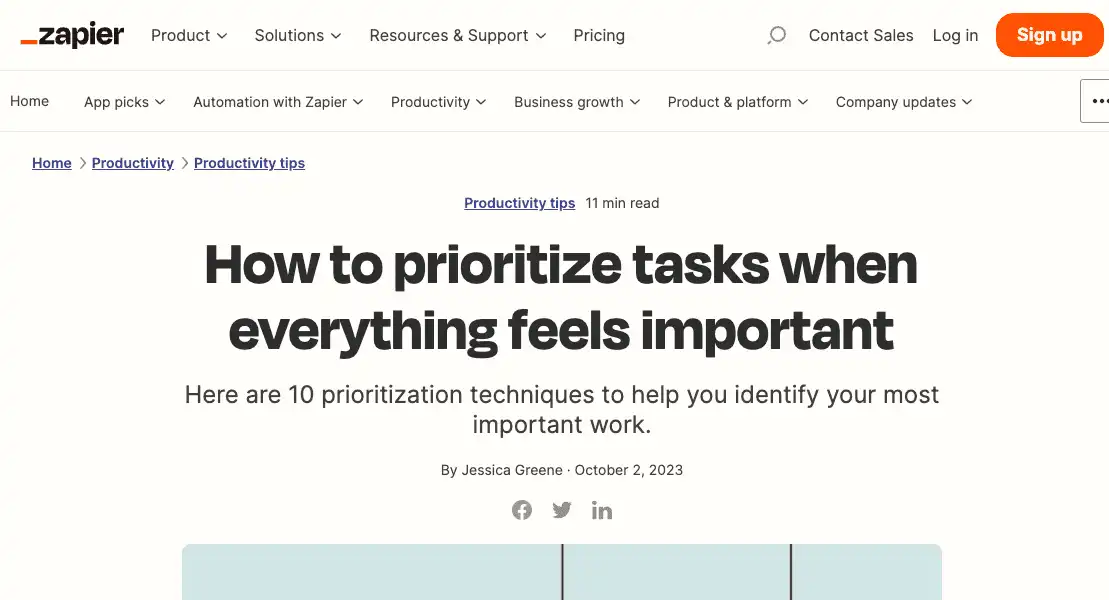 zapier Product Solutions Resources & Support Pricing Contact Sales Log in Sign up
Home App picks Automation with Zapier Productivity Business growth Product & platform Company updates
Home Productivity Productivity tips
Productivity tips 11 min read
How to prioritize tasks when
everything feels important
Here are 10 prioritization techniques to help you identify your most
important work.
By Jessica Greene · October 2, 2023